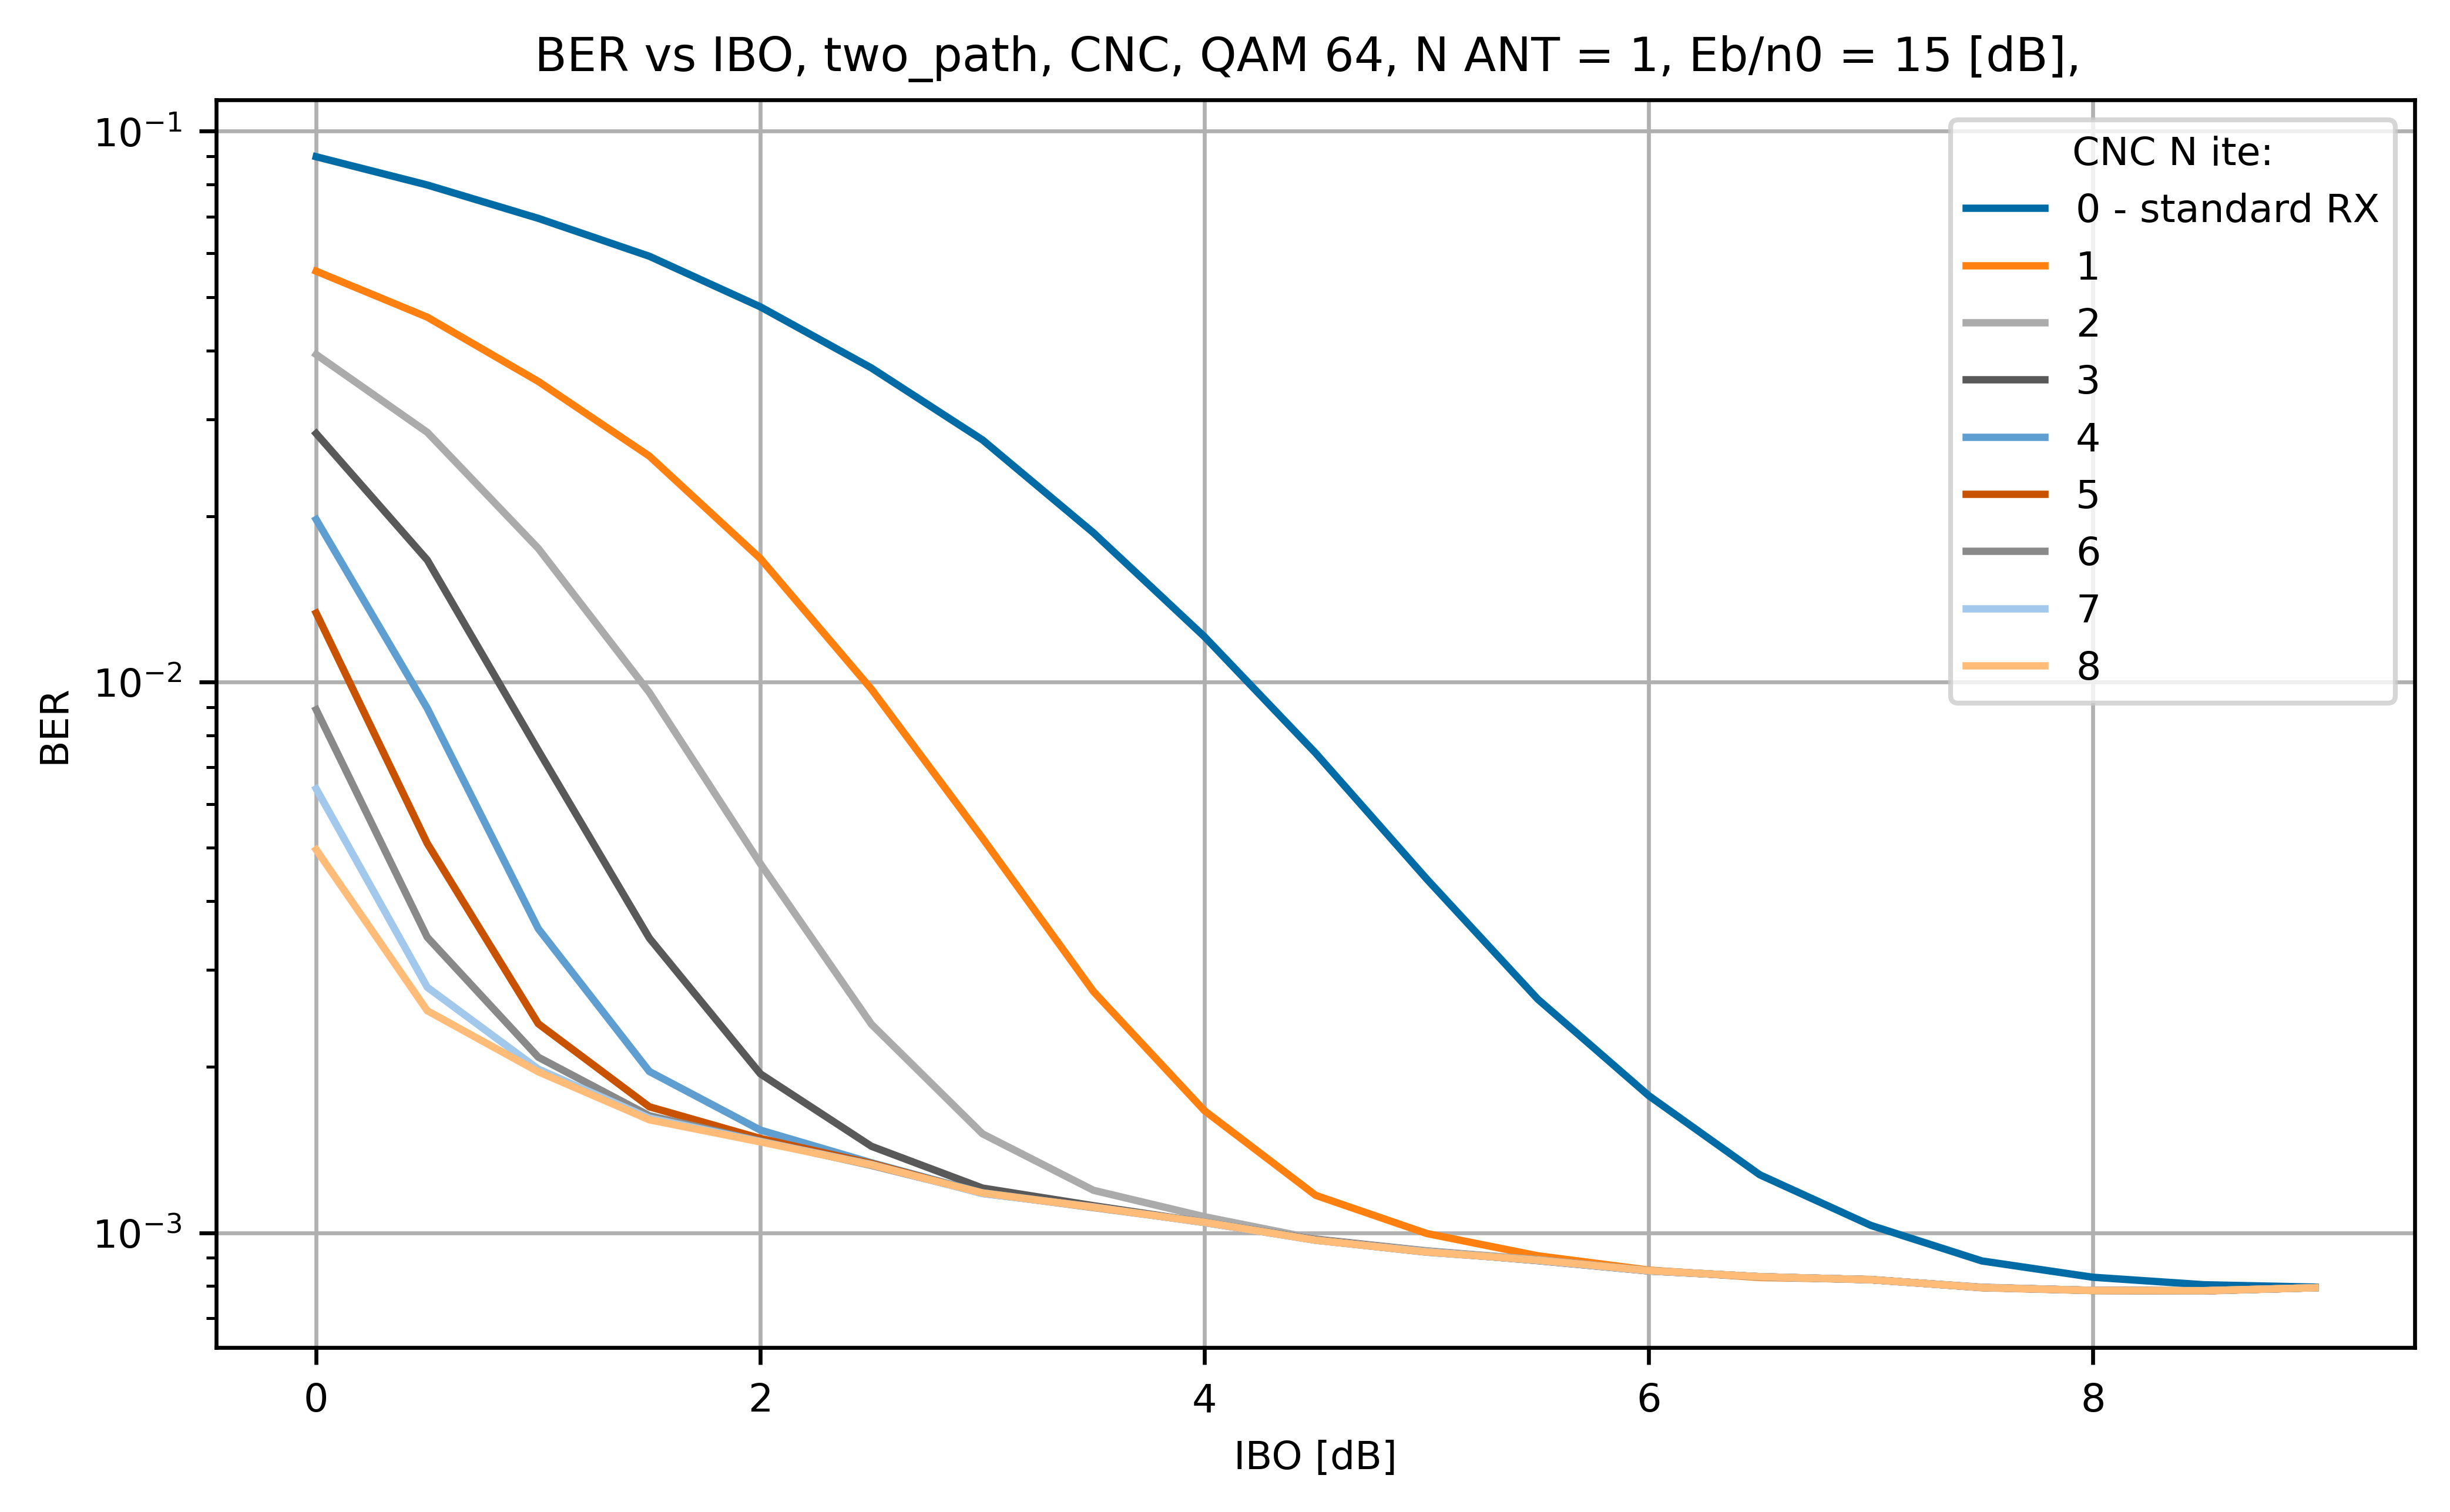 BER vs IBO, two_path, CNC, QAM 64, N ANT = 1, Eb/n0 = 15 [dB],
CNC N ite:
0 - standard RX
1
2
3
4
5
6
7
8
BER
10⁻¹
10⁻²
10⁻³
0 2 4 6 8
IBO [dB]